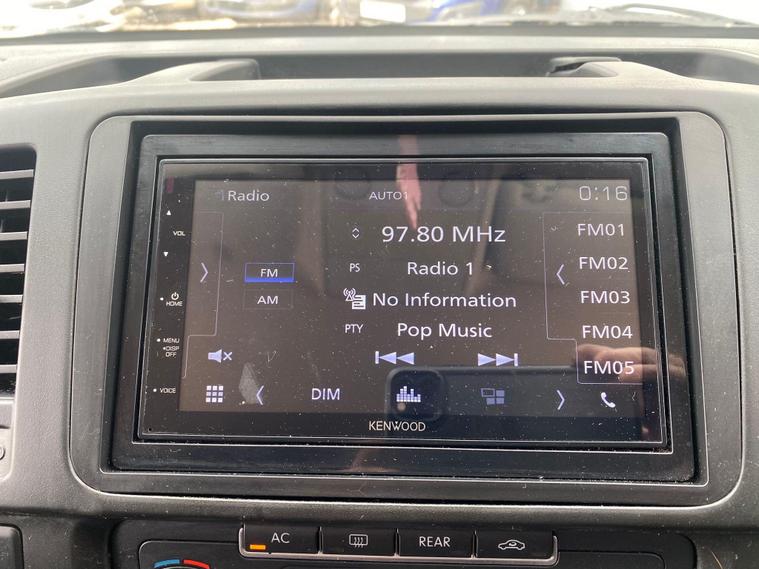 Radio AUTO1 0:16
VOL
97.80 MHz
FM01
FM
PS Radio 1
FM02
AM
No Information
FM03
HOME
PTY Pop Music
FM04
MENU
DISP
OFF
FM05
VOICE
DIM
KENWOOD
AC
REAR